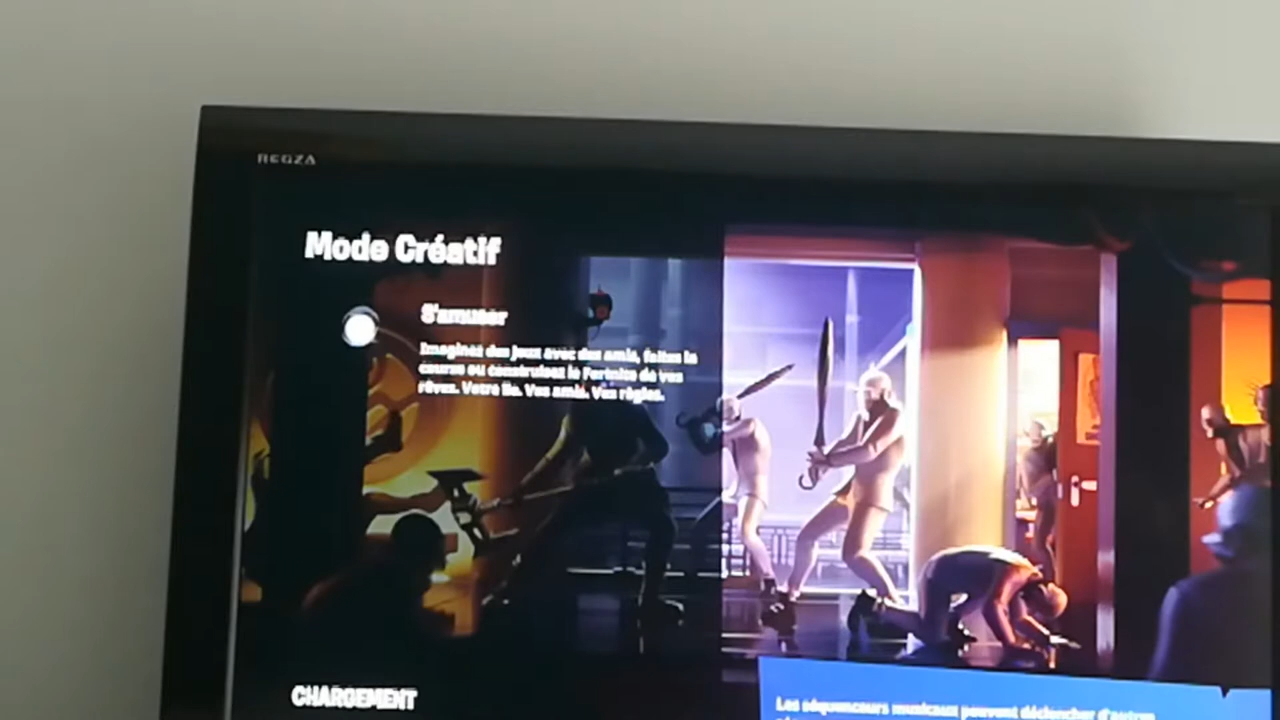 REGZA
Mode Créatif
S'amuser
Imaginez des jeux avec des amis, faites la
course ou construisez le Fortnite de vos
rêves. Votre île. Vos amis. Vos règles.
CHARGEMENT
Les séquenceurs musicaux peuvent déclencher d'autres